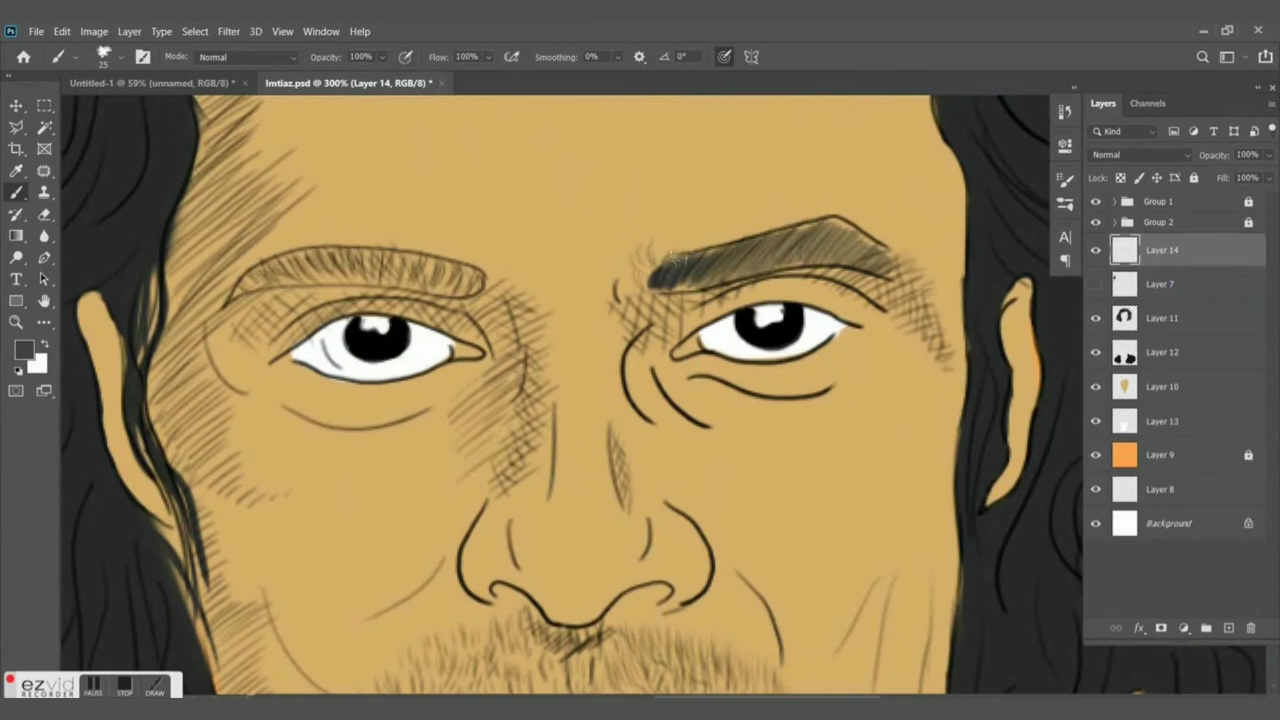 Ps File Edit Image Layer Type Select Filter 3D View Window Help
25 Mode: Normal Opacity: 100% Flow: 100% Smoothing: 0% 0°
Untitled-1 @ 59% (unnamed, RGB/8) * × Imtiaz.psd @ 300% (Layer 14, RGB/8) * ×
Layers Channels
Kind
Normal Opacity: 100%
Lock: Fill: 100%
Group 1
Group 2
Layer 14
Layer 7
Layer 11
Layer 12
Layer 10
Layer 13
Layer 9
Layer 8
Background
ezvid
RECORDER
PAUSE STOP DRAW